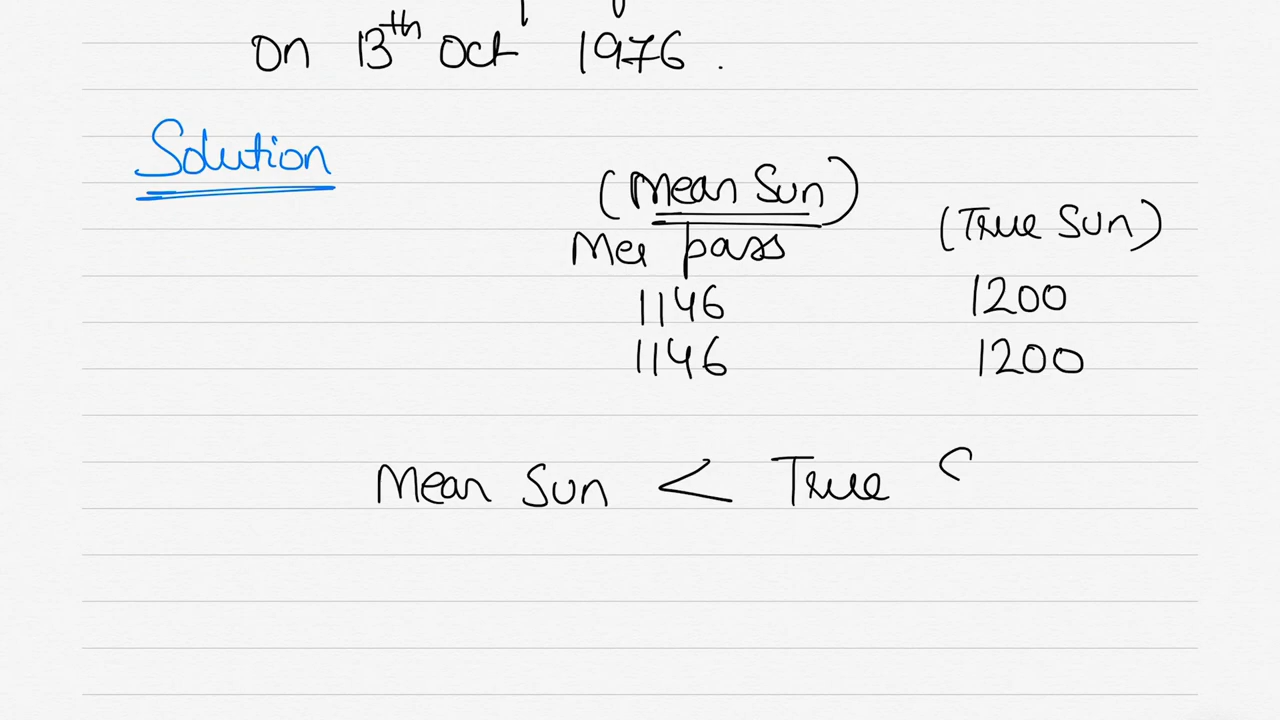 on 13th Oct 1976.
Solution
(Mean Sun)
(True Sun)
Mer pass
1146 1200
1146 1200
Mean Sun < True